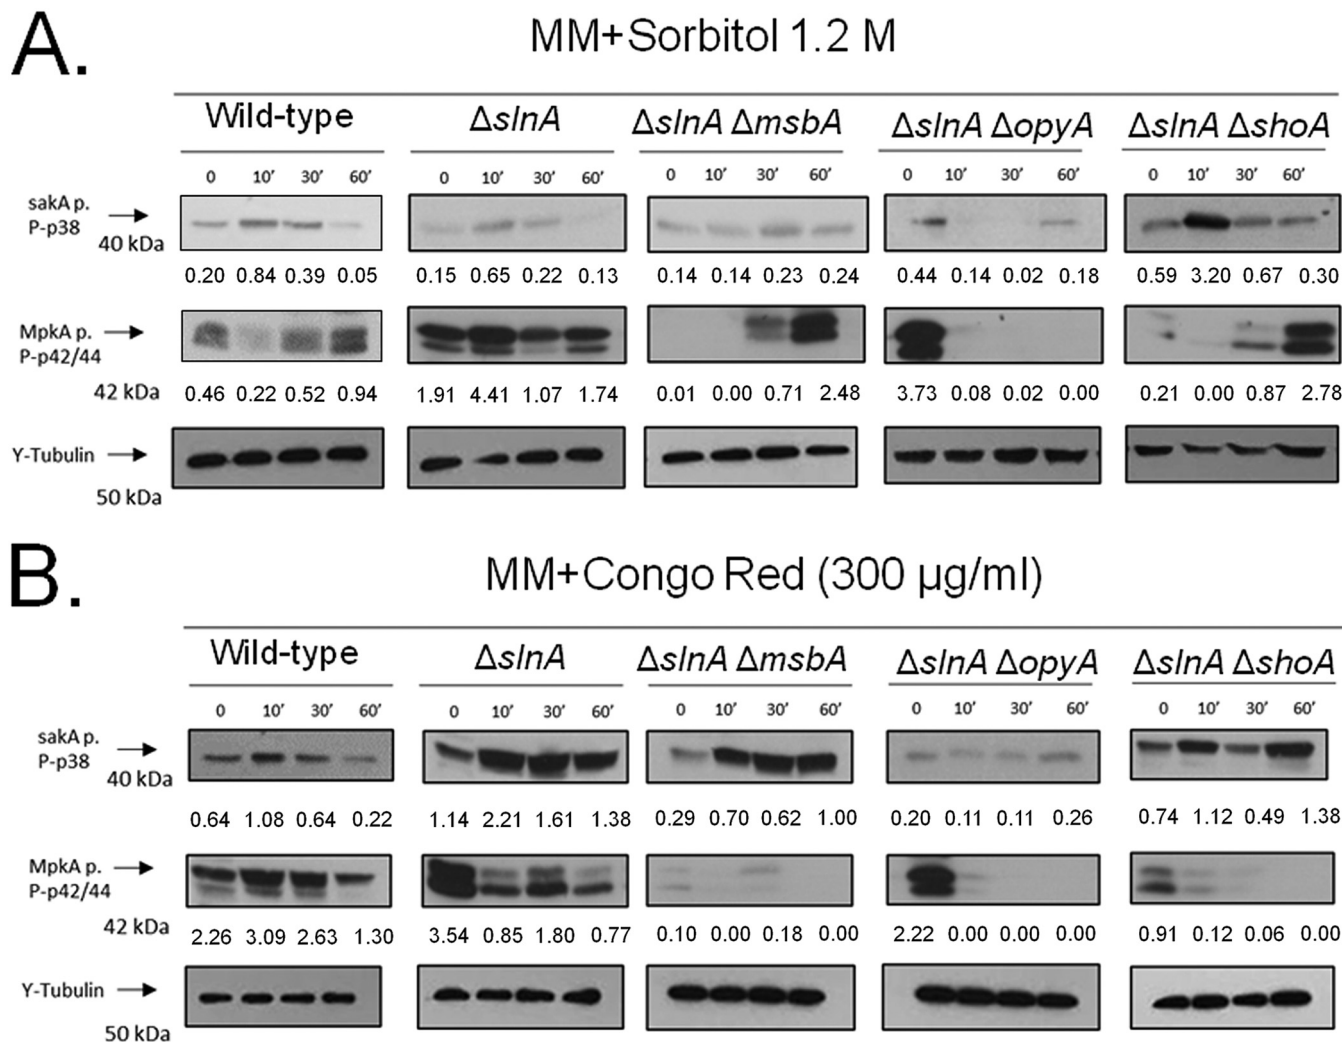 A.
MM+Sorbitol 1.2 M
Wild-type ΔslnA ΔslnA ΔmsbA ΔslnA ΔopyA ΔslnA ΔshoA
0 10' 30' 60' 0 10' 30' 60' 0 10' 30' 60' 0 10' 30' 60' 0 10' 30' 60'
sakA p.
P-p38
40 kDa
0.20 0.84 0.39 0.05 0.15 0.65 0.22 0.13 0.14 0.14 0.23 0.24 0.44 0.14 0.02 0.18 0.59 3.20 0.67 0.30
MpkA p.
P-p42/44
42 kDa
0.46 0.22 0.52 0.94 1.91 4.41 1.07 1.74 0.01 0.00 0.71 2.48 3.73 0.08 0.02 0.00 0.21 0.00 0.87 2.78
Y-Tubulin
50 kDa
B.
MM+Congo Red (300 µg/ml)
Wild-type ΔslnA ΔslnA ΔmsbA ΔslnA ΔopyA ΔslnA ΔshoA
0 10' 30' 60' 0 10' 30' 60' 0 10' 30' 60' 0 10' 30' 60' 0 10' 30' 60'
sakA p.
P-p38
40 kDa
0.64 1.08 0.64 0.22 1.14 2.21 1.61 1.38 0.29 0.70 0.62 1.00 0.20 0.11 0.11 0.26 0.74 1.12 0.49 1.38
MpkA p.
P-p42/44
42 kDa
2.26 3.09 2.63 1.30 3.54 0.85 1.80 0.77 0.10 0.00 0.18 0.00 2.22 0.00 0.00 0.00 0.91 0.12 0.06 0.00
Y-Tubulin
50 kDa